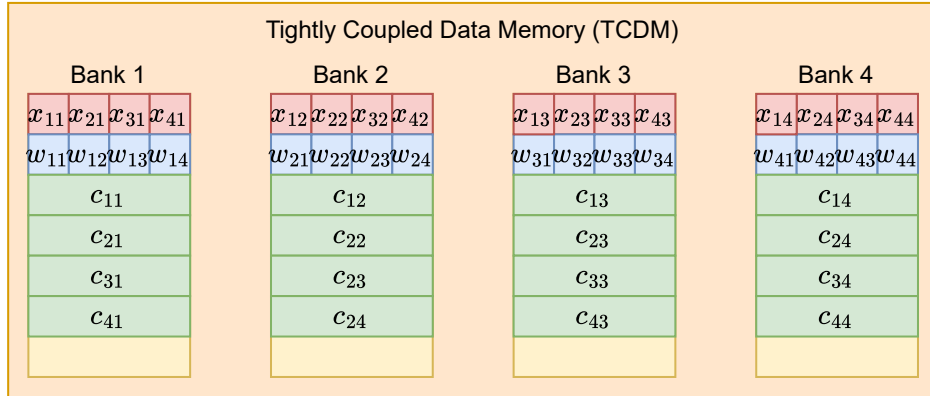 Tightly Coupled Data Memory (TCDM)
Bank 1 Bank 2 Bank 3 Bank 4
x₁₁ x₂₁ x₃₁ x₄₁ x₁₂ x₂₂ x₃₂ x₄₂ x₁₃ x₂₃ x₃₃ x₄₃ x₁₄ x₂₄ x₃₄ x₄₄
w₁₁ w₁₂ w₁₃ w₁₄ w₂₁ w₂₂ w₂₃ w₂₄ w₃₁ w₃₂ w₃₃ w₃₄ w₄₁ w₄₂ w₄₃ w₄₄
c₁₁ c₁₂ c₁₃ c₁₄
c₂₁ c₂₂ c₂₃ c₂₄
c₃₁ c₂₃ c₃₃ c₃₄
c₄₁ c₂₄ c₄₃ c₄₄